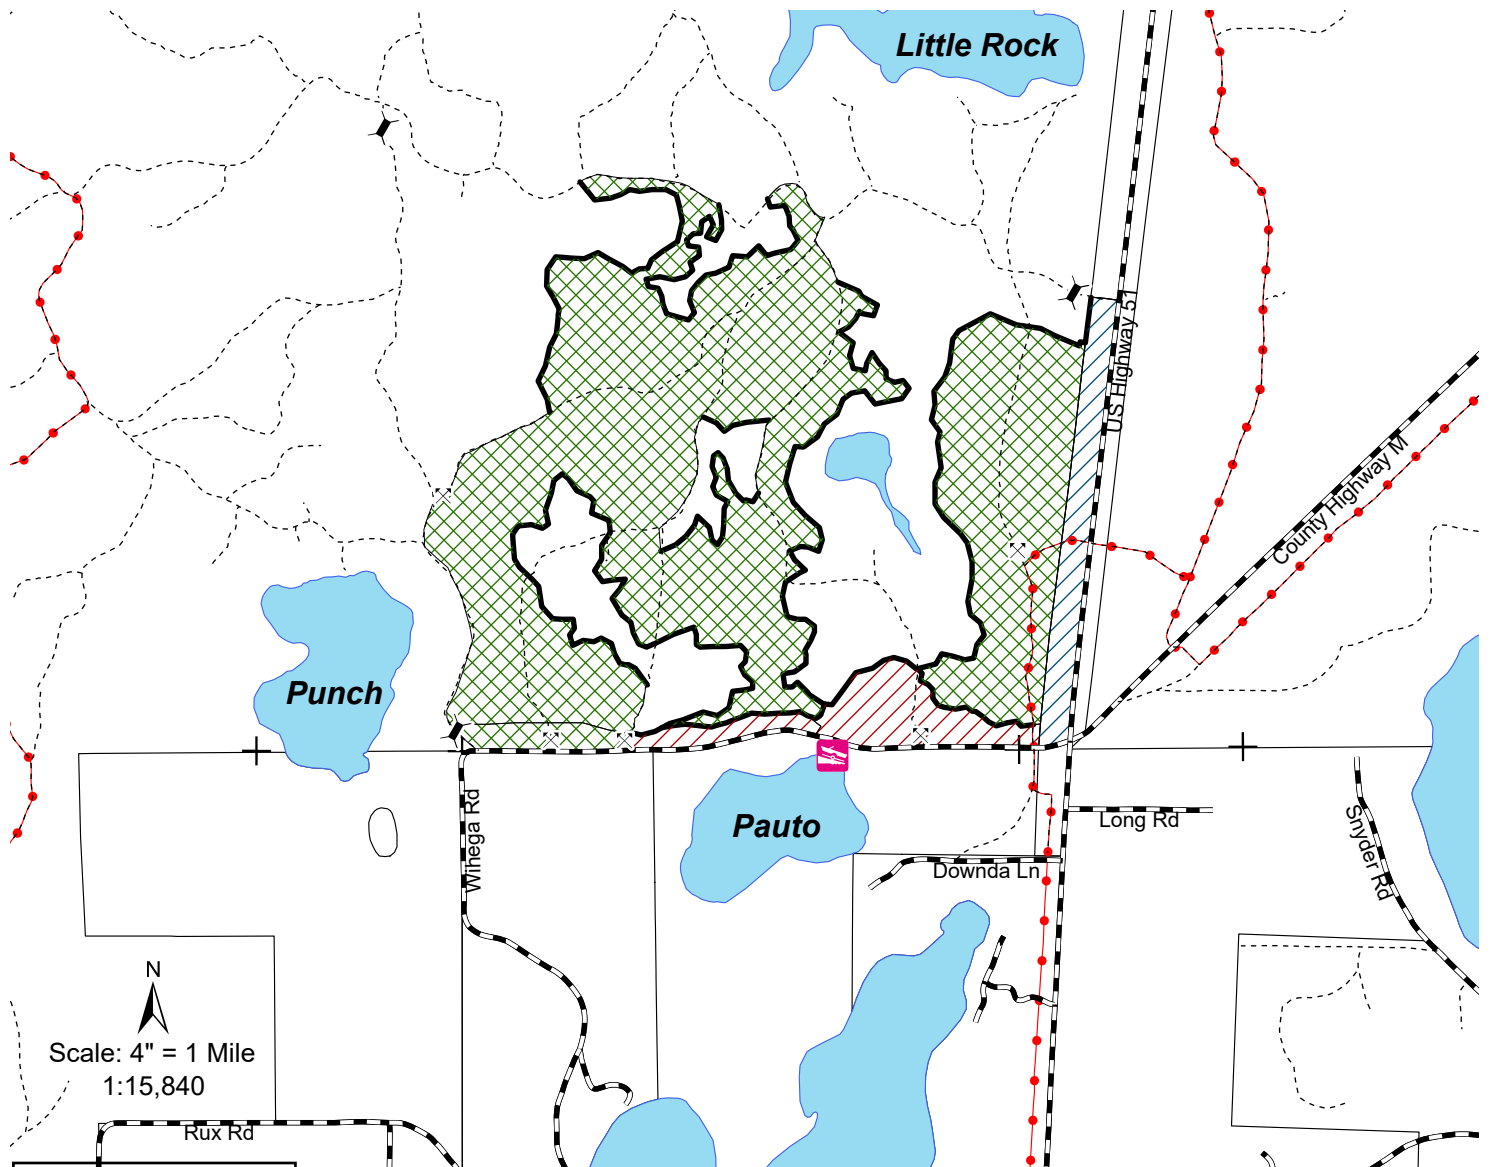 Little Rock
US Highway 51
County Highway M
Punch
Pauto
Wihega Rd
Long Rd
Downda Ln
Snyder Rd
N
Scale: 4" = 1 Mile
1:15,840
Rux Rd